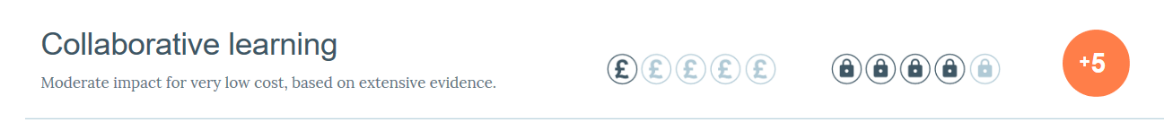 Collaborative learning
Moderate impact for very low cost, based on extensive evidence.
£ £ £ £ £
+5